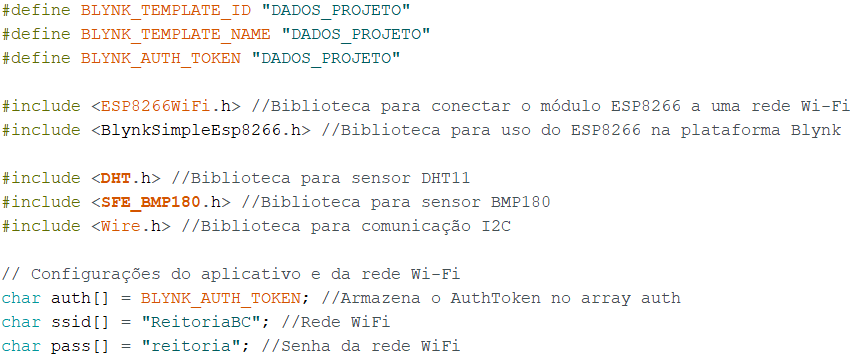 #define BLYNK_TEMPLATE_ID "DADOS_PROJETO"
#define BLYNK_TEMPLATE_NAME "DADOS_PROJETO"
#define BLYNK_AUTH_TOKEN "DADOS_PROJETO"
#include <ESP8266WiFi.h> //Biblioteca para conectar o módulo ESP8266 a uma rede Wi-Fi
#include <BlynkSimpleEsp8266.h> //Biblioteca para uso do ESP8266 na plataforma Blynk
#include <DHT.h> //Biblioteca para sensor DHT11
#include <SFE_BMP180.h> //Biblioteca para sensor BMP180
#include <Wire.h> //Biblioteca para comunicação I2C
// Configurações do aplicativo e da rede Wi-Fi
char auth[] = BLYNK_AUTH_TOKEN; //Armazena o AuthToken no array auth
char ssid[] = "ReitoriaBC"; //Rede WiFi
char pass[] = "reitoria"; //Senha da rede WiFi